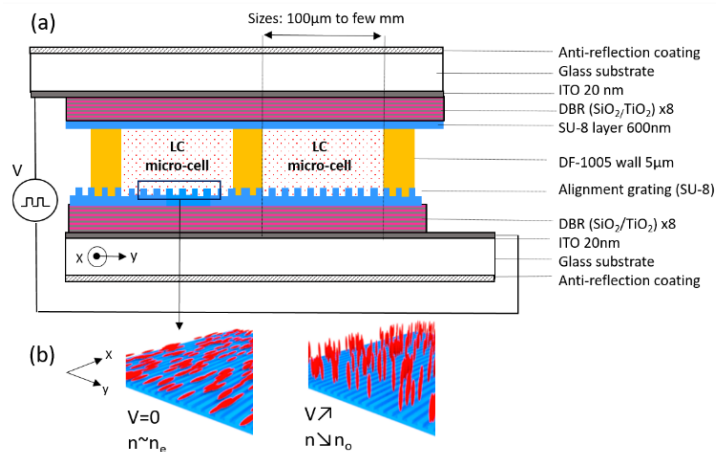 (a)
Sizes: 100μm to few mm
Anti-reflection coating
Glass substrate
ITO 20 nm
DBR (SiO₂/TiO₂) x8
SU-8 layer 600nm
LC
micro-cell
LC
micro-cell
DF-1005 wall 5μm
V
Alignment grating (SU-8)
DBR (SiO₂/TiO₂) x8
ITO 20nm
X
y
Glass substrate
Anti-reflection coating
(b)
X
y
V=0
n~nₑ
V↗
n↘nₒ